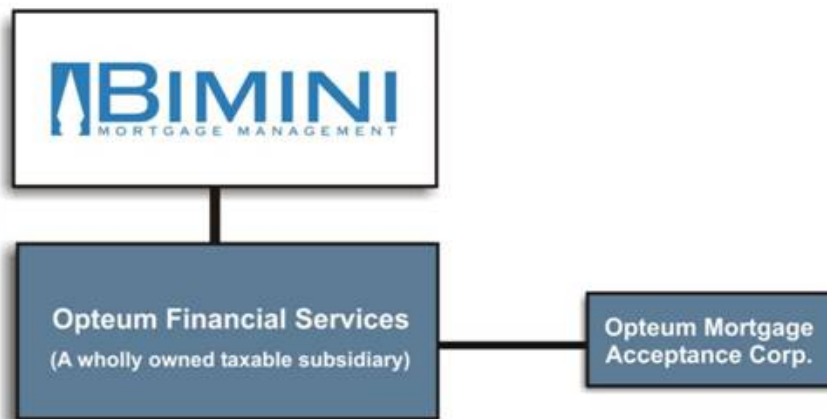 BIMINI
MORTGAGE MANAGEMENT
Opteum Financial Services
(A wholly owned taxable subsidiary)
Opteum Mortgage
Acceptance Corp.